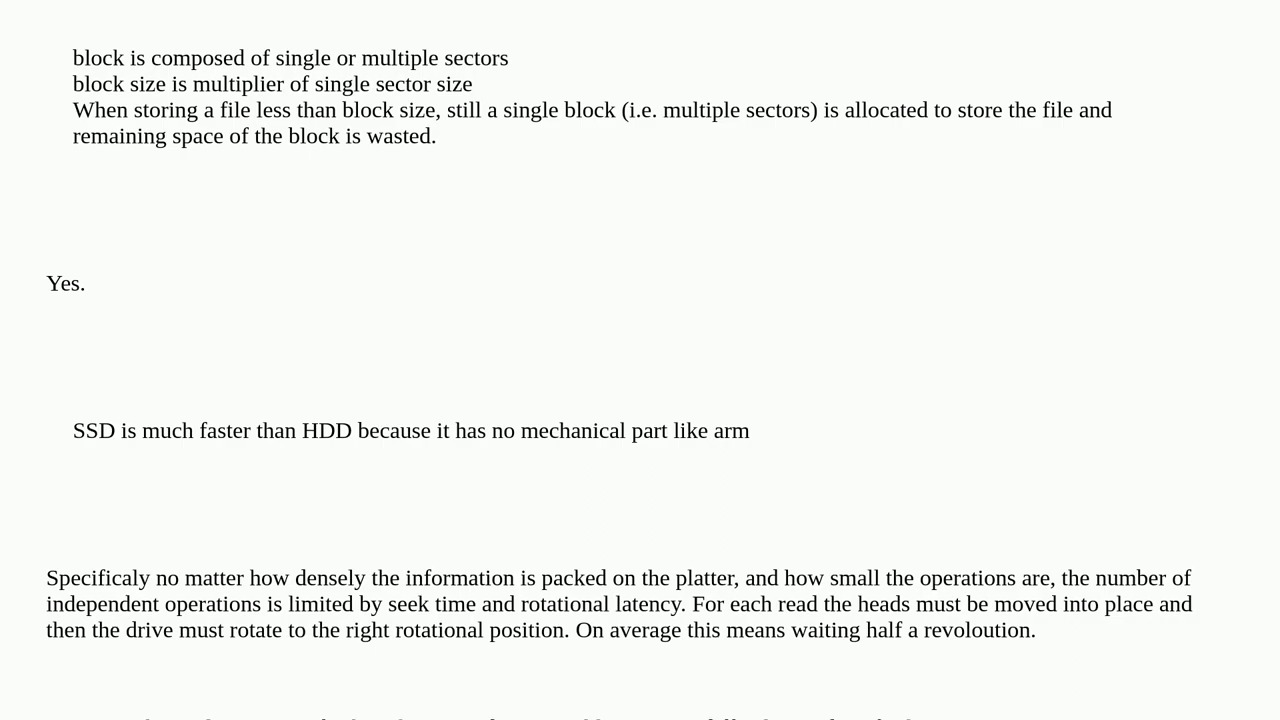 block is composed of single or multiple sectors
block size is multiplier of single sector size
When storing a file less than block size, still a single block (i.e. multiple sectors) is allocated to store the file and
remaining space of the block is wasted.
Yes.
SSD is much faster than HDD because it has no mechanical part like arm
Specificaly no matter how densely the information is packed on the platter, and how small the operations are, the number of
independent operations is limited by seek time and rotational latency. For each read the heads must be moved into place and
then the drive must rotate to the right rotational position. On average this means waiting half a revoloution.